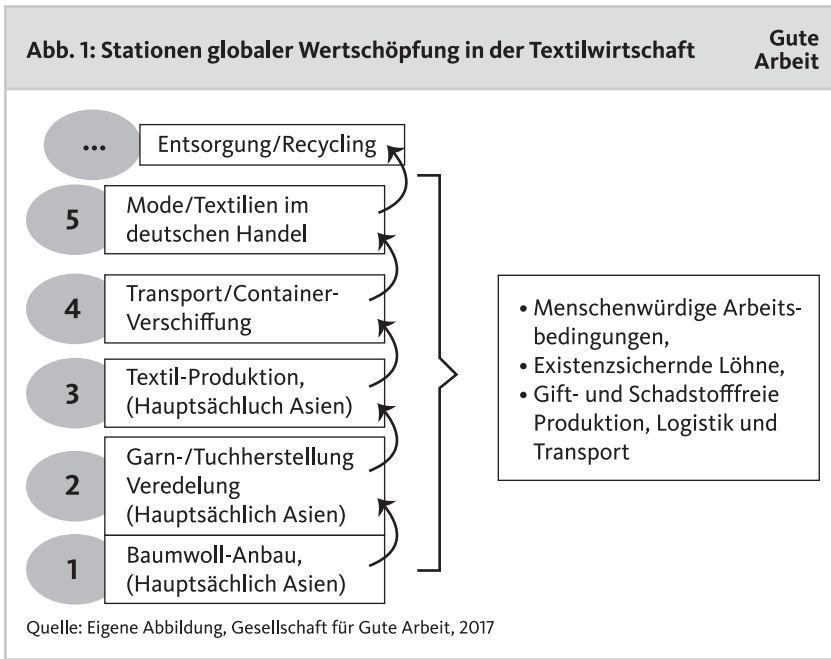 Abb. 1: Stationen globaler Wertschöpfung in der Textilwirtschaft
Gute
Arbeit
...
Entsorgung/Recycling
5
Mode/Textilien im
deutschen Handel
4
Transport/Container-
Verschiffung
3
Textil-Produktion,
(Hauptsächluch Asien)
2
Garn-/Tuchherstellung
Veredelung
(Hauptsächlich Asien)
1
Baumwoll-Anbau,
(Hauptsächlich Asien)
• Menschenwürdige Arbeits-
bedingungen,
• Existenzsichernde Löhne,
• Gift- und Schadstofffreie
Produktion, Logistik und
Transport
Quelle: Eigene Abbildung, Gesellschaft für Gute Arbeit, 2017